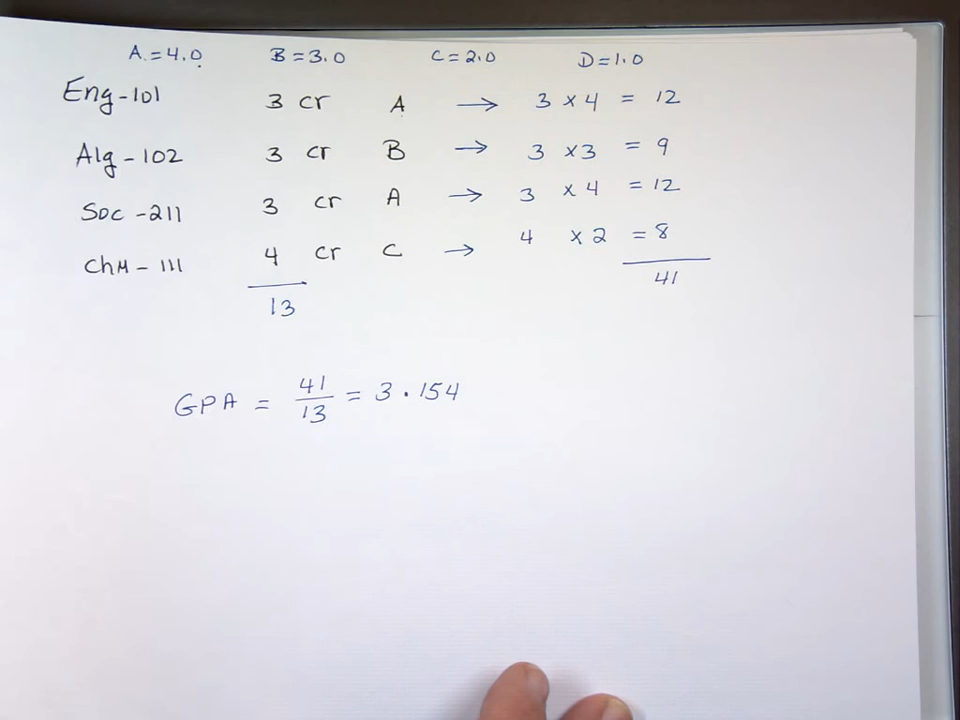 A = 4.0 B = 3.0 C = 2.0 D = 1.0
Eng-101 3 cr A → 3 × 4 = 12
Alg - 102 3 cr B → 3 × 3 = 9
Soc - 211 3 cr A → 3 × 4 = 12
ChM - 111 4 cr C → 4 × 2 = 8
13 41
GPA = 41/13 = 3.154